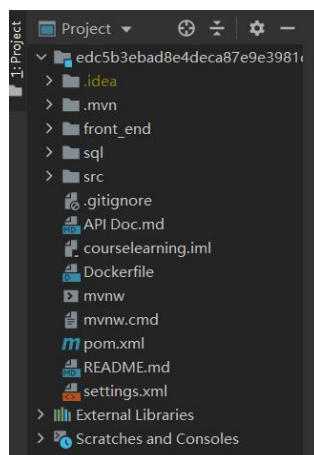 1: Project
Project
edc5b3ebad8e4deca87e9e3981c
.idea
.mvn
front_end
sql
src
.gitignore
API Doc.md
courselearning.iml
Dockerfile
mvnw
mvnw.cmd
pom.xml
README.md
settings.xml
External Libraries
Scratches and Consoles